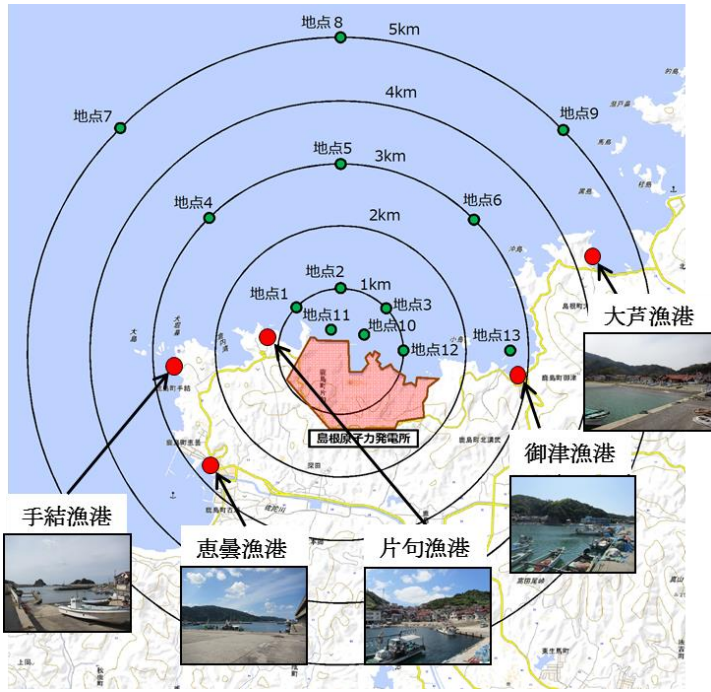 地点8
5km
地点7
4km
地点9
地点5
3km
地点4
地点6
2km
地点2
1km
地点1
地点3
地点11
地点10
地点12
地点13
大芦漁港
島根原子力発電所
御津漁港
手結漁港
恵曇漁港
片句漁港